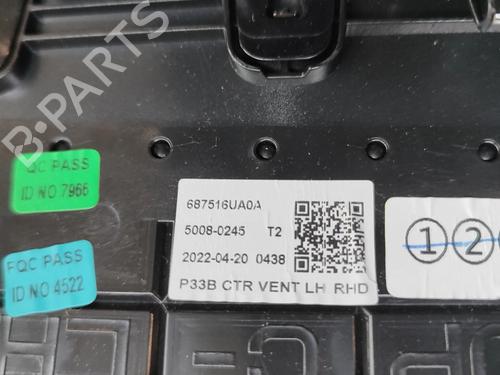 B-PARTS
QC PASS
ID NO 7966
687516UA0A
5008-0245 T2
2022-04-20 0438
P33B CTR VENT LH RHD
①②
FQC PASS
ID NO 4522